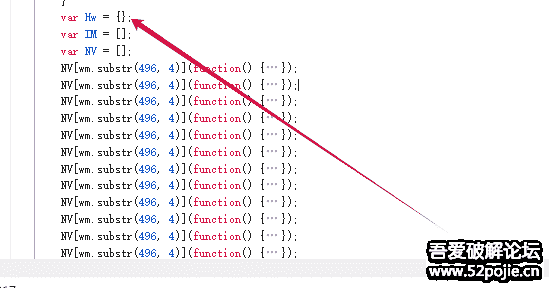 }
var Hw = {};
var IM = [];
var NV = [];
NV[wm.substr(496, 4)](function() {…});
NV[wm.substr(496, 4)](function() {…});
NV[wm.substr(496, 4)](function() {…});
NV[wm.substr(496, 4)](function() {…});
NV[wm.substr(496, 4)](function() {…});
NV[wm.substr(496, 4)](function() {…});
NV[wm.substr(496, 4)](function() {…});
NV[wm.substr(496, 4)](function() {…});
NV[wm.substr(496, 4)](function() {…});
NV[wm.substr(496, 4)](function() {…});
NV[wm.substr(496, 4)](function() {…});
NV[wm.substr(496, 4)](function() {…});
吾爱破解论坛
www.52pojie.cn